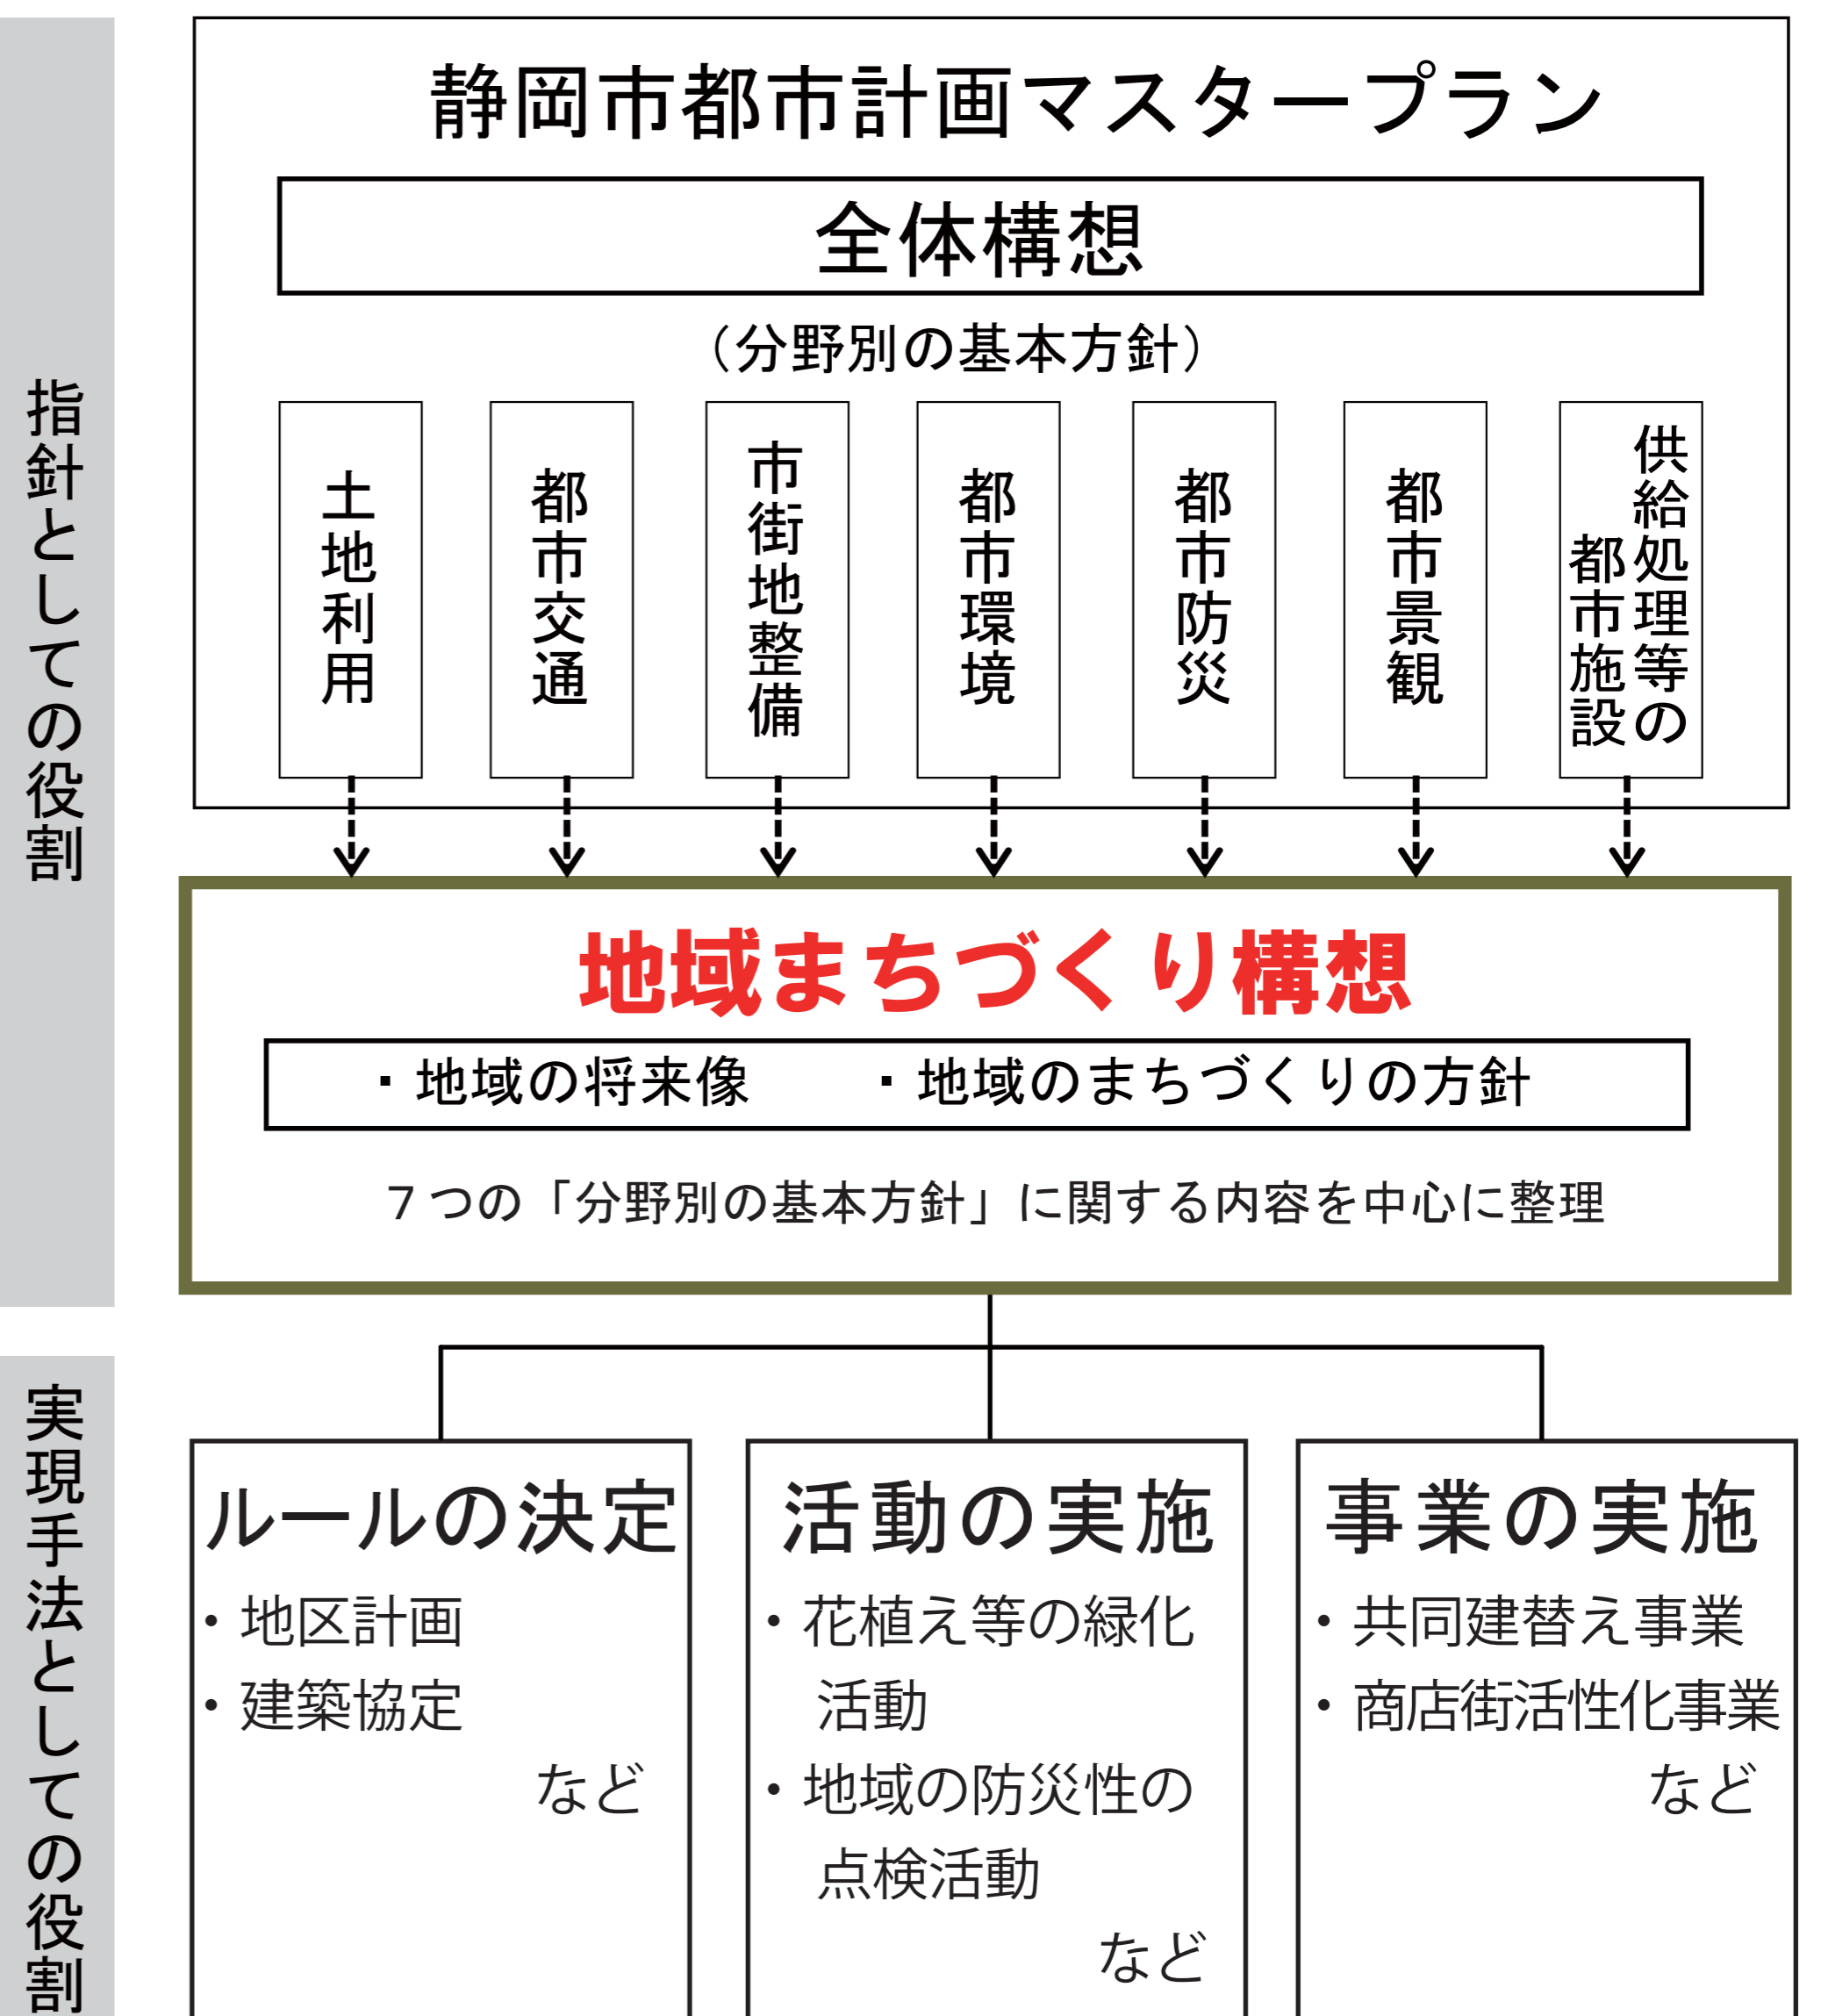 指針としての役割
静岡市都市計画マスタープラン
全体構想
（分野別の基本方針）
土地利用
都市交通
市街地整備
都市環境
都市防災
都市景観
供給処理等の
都市施設
地域まちづくり構想
・地域の将来像　・地域のまちづくりの方針
７つの「分野別の基本方針」に関する内容を中心に整理
実現手法としての役割
ルールの決定
・地区計画
・建築協定
など
活動の実施
・花植え等の緑化
活動
・地域の防災性の
点検活動
など
事業の実施
・共同建替え事業
・商店街活性化事業
など